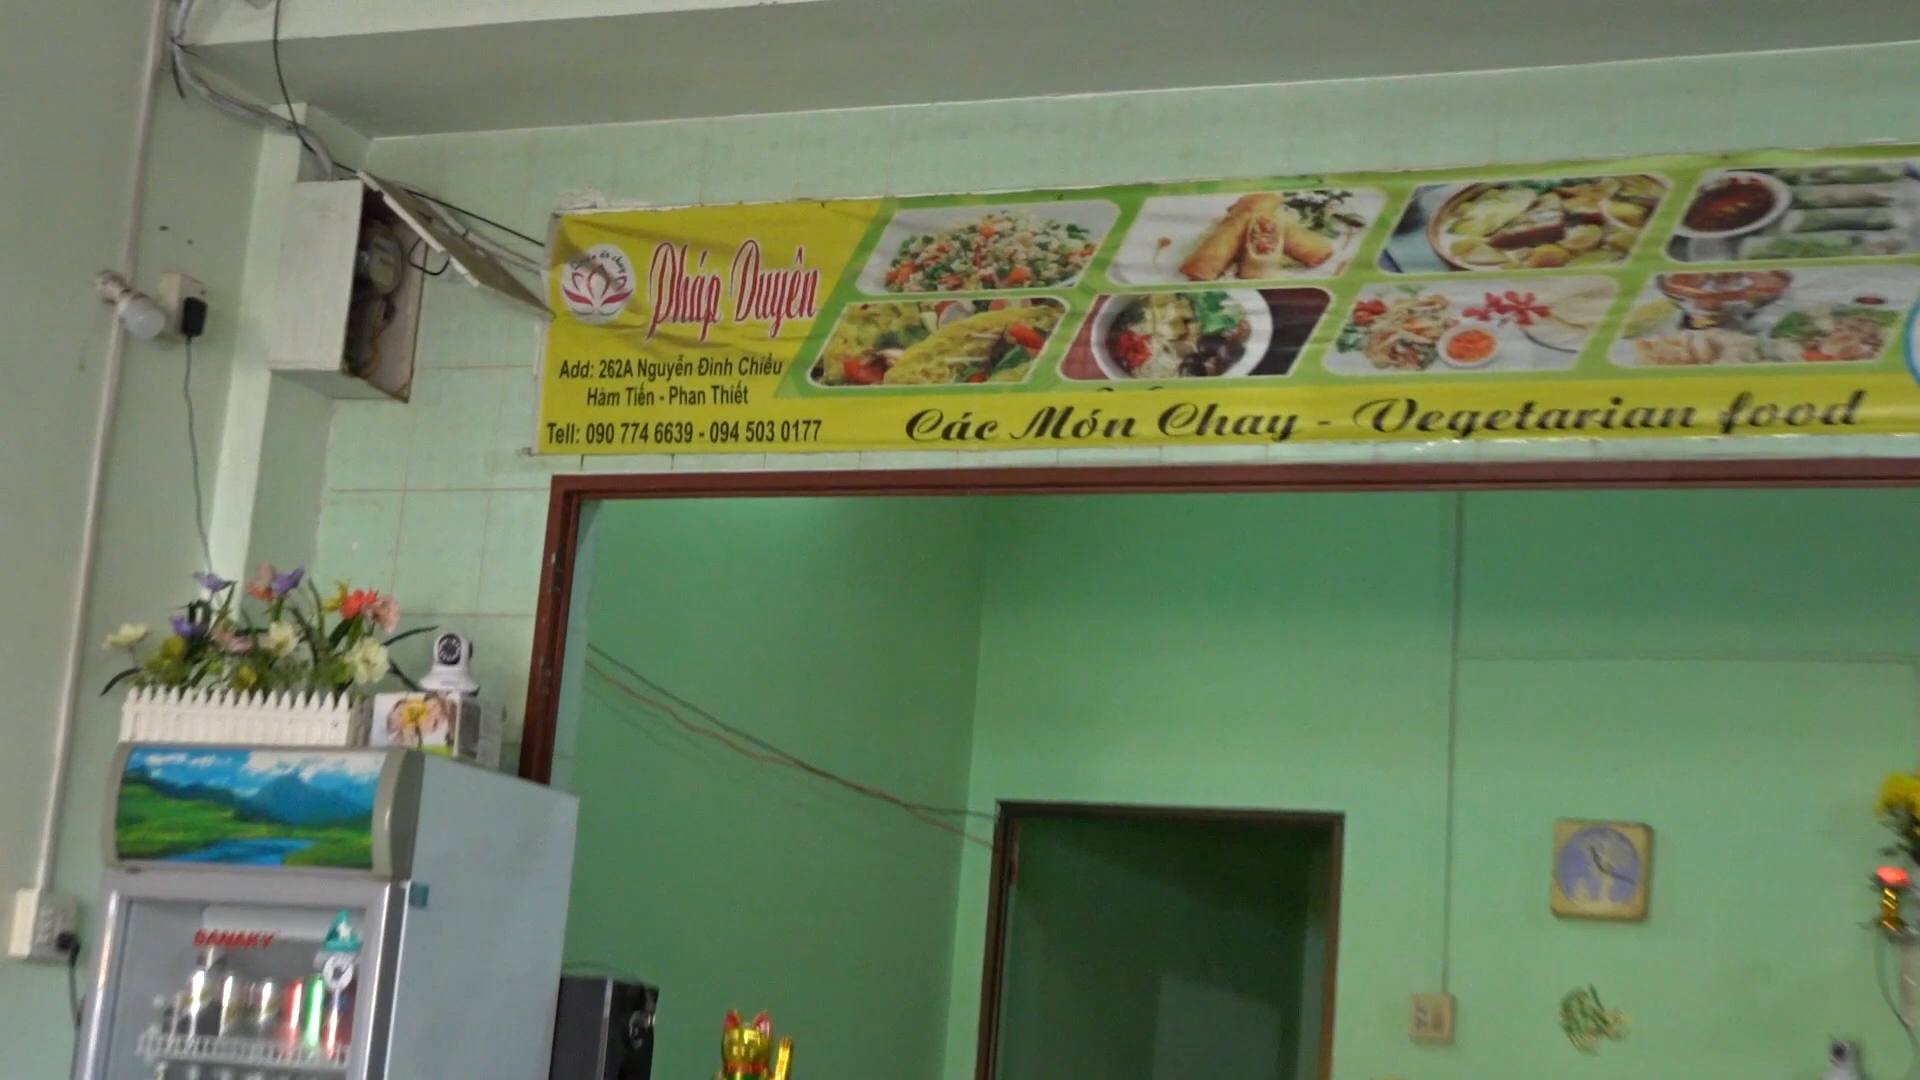 Pháp Duyên
Add: 262A Nguyễn Đình Chiểu
Hàm Tiến - Phan Thiết
Tell: 090 774 6639 - 094 503 0177
Các Món Chay - Vegetarian food
SANAKY